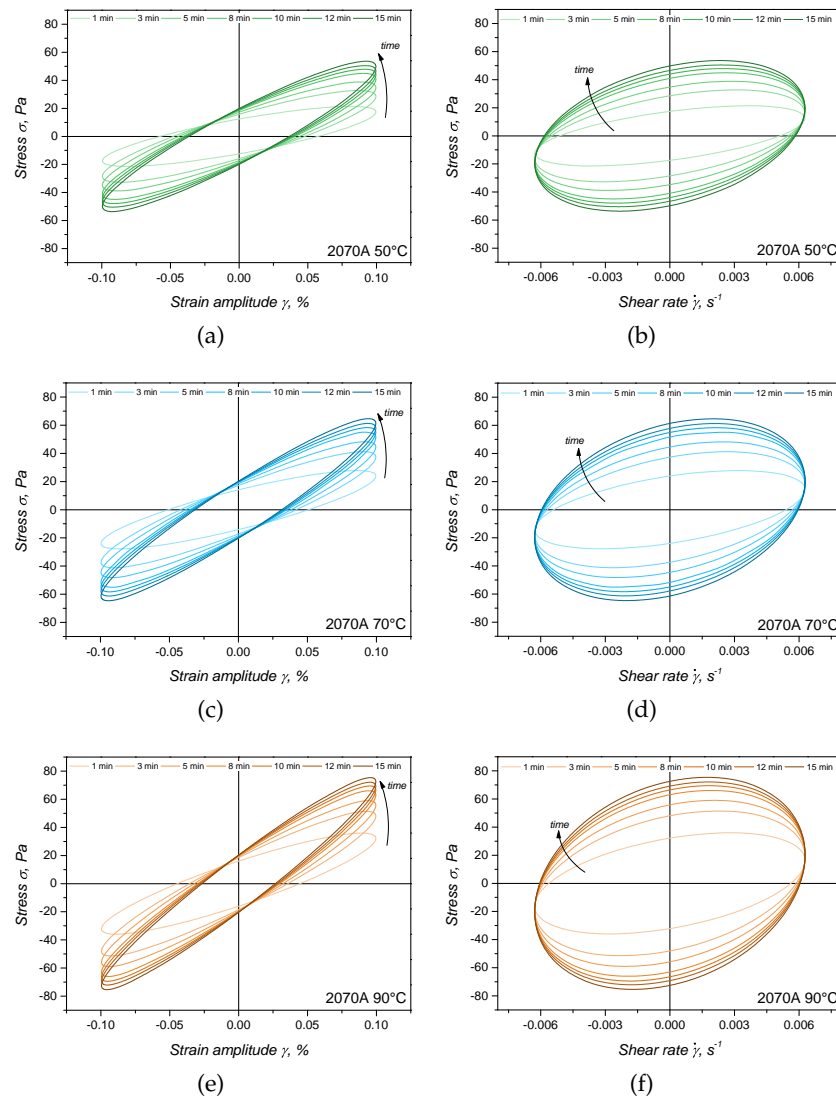 1 min 3 min 5 min 8 min 10 min 12 min 15 min
80
60
40
20
0
-20
-40
-60
-80
Stress σ, Pa
time
2070A 50°C
-0.10 -0.05 0.00 0.05 0.10
Strain amplitude γ, %
(a)
1 min 3 min 5 min 8 min 10 min 12 min 15 min
80
60
40
20
0
-20
-40
-60
-80
Stress σ, Pa
time
2070A 50°C
-0.006 -0.003 0.000 0.003 0.006
Shear rate γ̇, s⁻¹
(b)
1 min 3 min 5 min 8 min 10 min 12 min 15 min
80
60
40
20
0
-20
-40
-60
-80
Stress σ, Pa
time
2070A 70°C
-0.10 -0.05 0.00 0.05 0.10
Strain amplitude γ, %
(c)
1 min 3 min 5 min 8 min 10 min 12 min 15 min
80
60
40
20
0
-20
-40
-60
-80
Stress σ, Pa
time
2070A 70°C
-0.006 -0.003 0.000 0.003 0.006
Shear rate γ̇, s⁻¹
(d)
1 min 3 min 5 min 8 min 10 min 12 min 15 min
80
60
40
20
0
-20
-40
-60
-80
Stress σ, Pa
time
2070A 90°C
-0.10 -0.05 0.00 0.05 0.10
Strain amplitude γ, %
(e)
1 min 3 min 5 min 8 min 10 min 12 min 15 min
80
60
40
20
0
-20
-40
-60
-80
Stress σ, Pa
time
2070A 90°C
-0.006 -0.003 0.000 0.003 0.006
Shear rate γ̇, s⁻¹
(f)